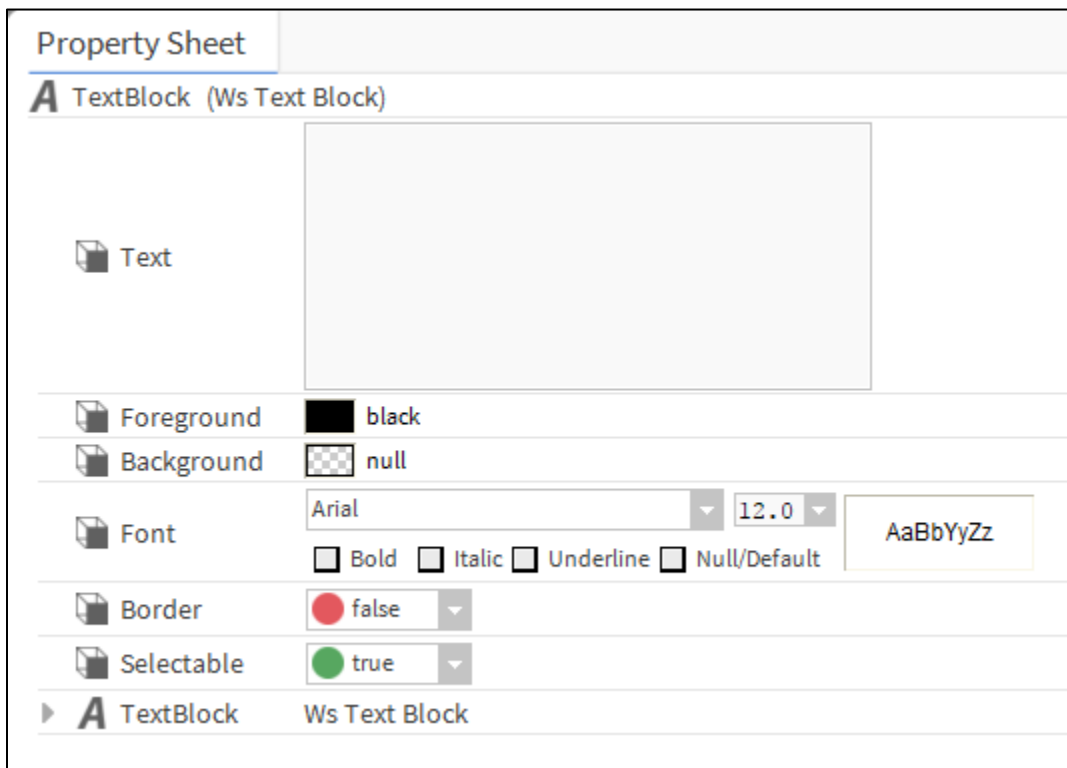 Property Sheet
A TextBlock (Ws Text Block)
Text
Foreground black
Background null
Arial 12.0
Font AaBbYyZz
Bold Italic Underline Null/Default
Border false
Selectable true
A TextBlock Ws Text Block